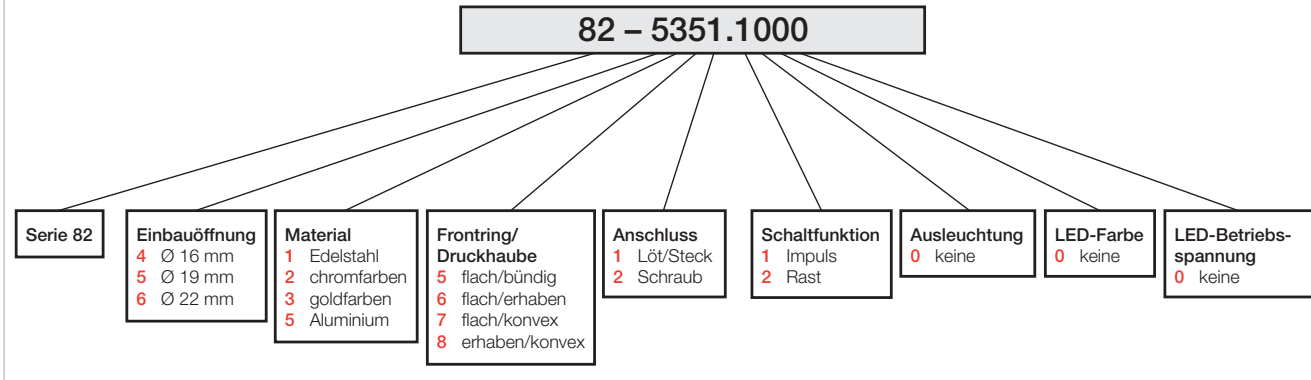 82 – 5351.1000
Serie 82
Einbauöffnung
4 Ø 16 mm
5 Ø 19 mm
6 Ø 22 mm
Material
1 Edelstahl
2 chromfarben
3 goldfarben
5 Aluminium
Frontring/
Druckhaube
5 flach/bündig
6 flach/erhaben
7 flach/konvex
8 erhaben/konvex
Anschluss
1 Löt/Steck
2 Schraub
Schaltfunktion
1 Impuls
2 Rast
Ausleuchtung
0 keine
LED-Farbe
0 keine
LED-Betriebs-
spannung
0 keine